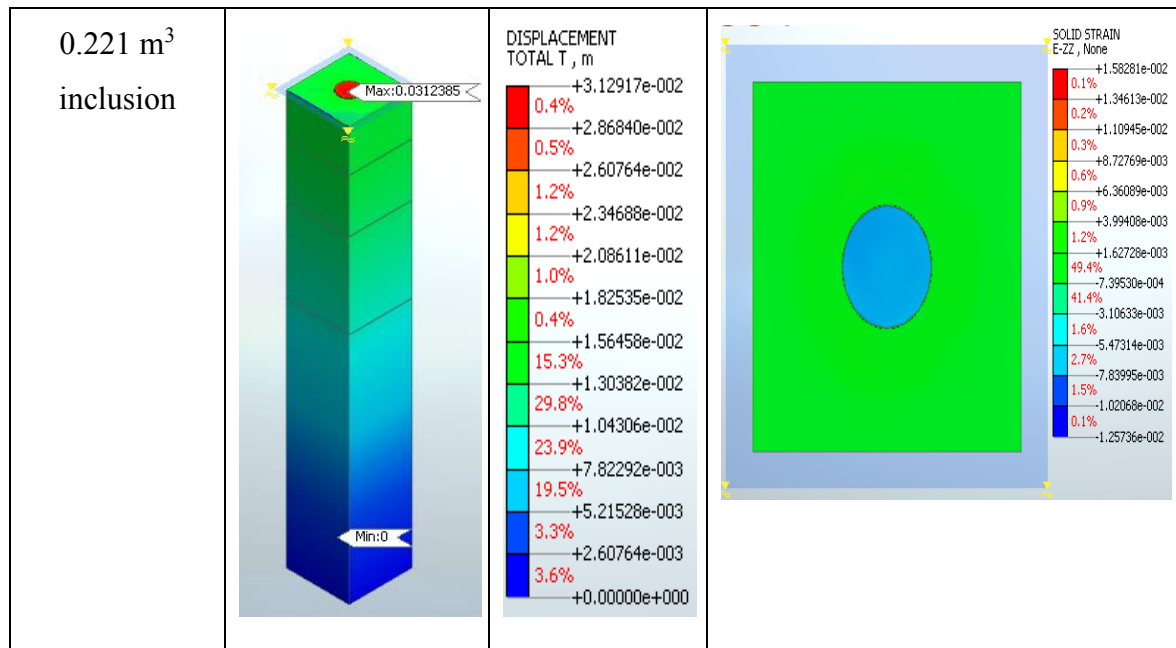 0.221 m³
inclusion
Max:0.0312385
Min:0
DISPLACEMENT
TOTAL T , m
+3.12917e-002
0.4%
+2.86840e-002
0.5%
+2.60764e-002
1.2%
+2.34688e-002
1.2%
+2.08611e-002
1.0%
+1.82535e-002
0.4%
+1.56458e-002
15.3%
+1.30382e-002
29.8%
+1.04306e-002
23.9%
+7.82292e-003
19.5%
+5.21528e-003
3.3%
+2.60764e-003
3.6%
+0.00000e+000
SOLID STRAIN
E-ZZ , None
+1.58281e-002
0.1%
+1.34613e-002
0.2%
+1.10945e-002
0.3%
+8.72769e-003
0.6%
+6.36089e-003
0.9%
+3.99408e-003
1.2%
+1.62728e-003
49.4%
-7.39530e-004
41.4%
-3.10633e-003
1.6%
-5.47314e-003
2.7%
-7.83995e-003
1.5%
-1.02068e-002
0.1%
-1.25736e-002